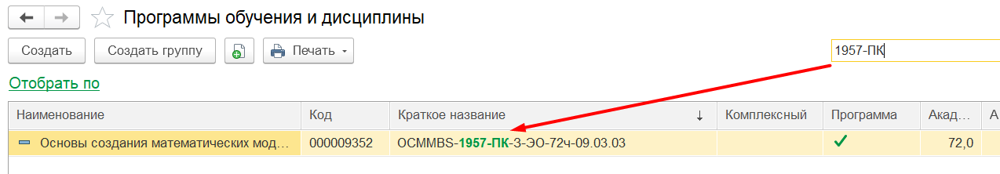 Программы обучения и дисциплины
Создать Создать группу Печать 1957-ПК
Отобрать по
Наименование Код Краткое название ↓ Комплексный Программа Акад... А
Основы создания математических мод... 000009352 OCMMBS-1957-ПК-З-ЭО-72ч-09.03.03 72,0